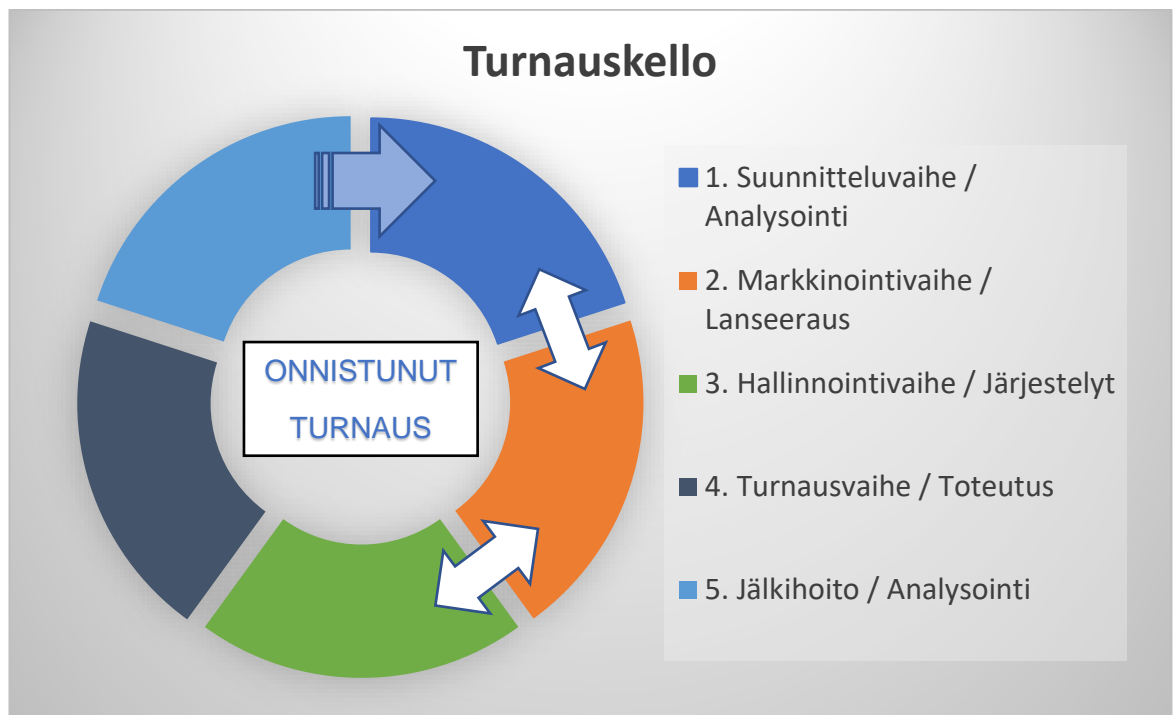 Turnauskello
ONNISTUNUT
TURNAUS
1. Suunnitteluvaihe /
Analysointi
2. Markkinointivaihe /
Lanseeraus
3. Hallinnointivaihe / Järjestelyt
4. Turnausvaihe / Toteutus
5. Jälkihoito / Analysointi